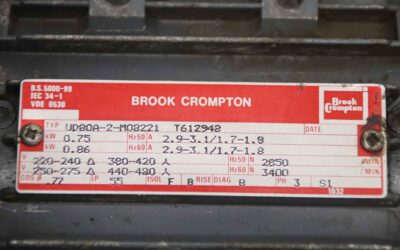 B.S. 5000-99
IEC 34-1
VDE 0530
BROOK CROMPTON
Brook Crompton
TYP UD80A-2-M08221 T612942 DATE
kW 0.75 Hz50 A 2.9-3.1/1.7-1.8
kW 0.86 Hz60 A 2.9-3.1/1.7-1.8
V 220-240 Δ 380-420 Y Hz50 N 2850 /MIN
V 250-275 Δ 440-480 Y Hz60 N 3400 /MIN
COS Ø .77 IP 55 ISOL F B RISE DIAG B PH 3 S1
1032